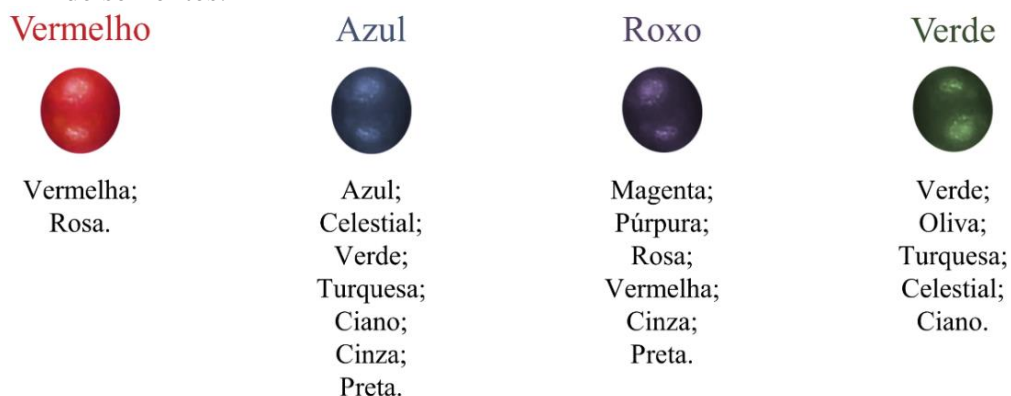 Vermelho
Azul
Roxo
Verde
Vermelha;
Rosa.
Azul;
Celestial;
Verde;
Turquesa;
Ciano;
Cinza;
Preta.
Magenta;
Púrpura;
Rosa;
Vermelha;
Cinza;
Preta.
Verde;
Oliva;
Turquesa;
Celestial;
Ciano.